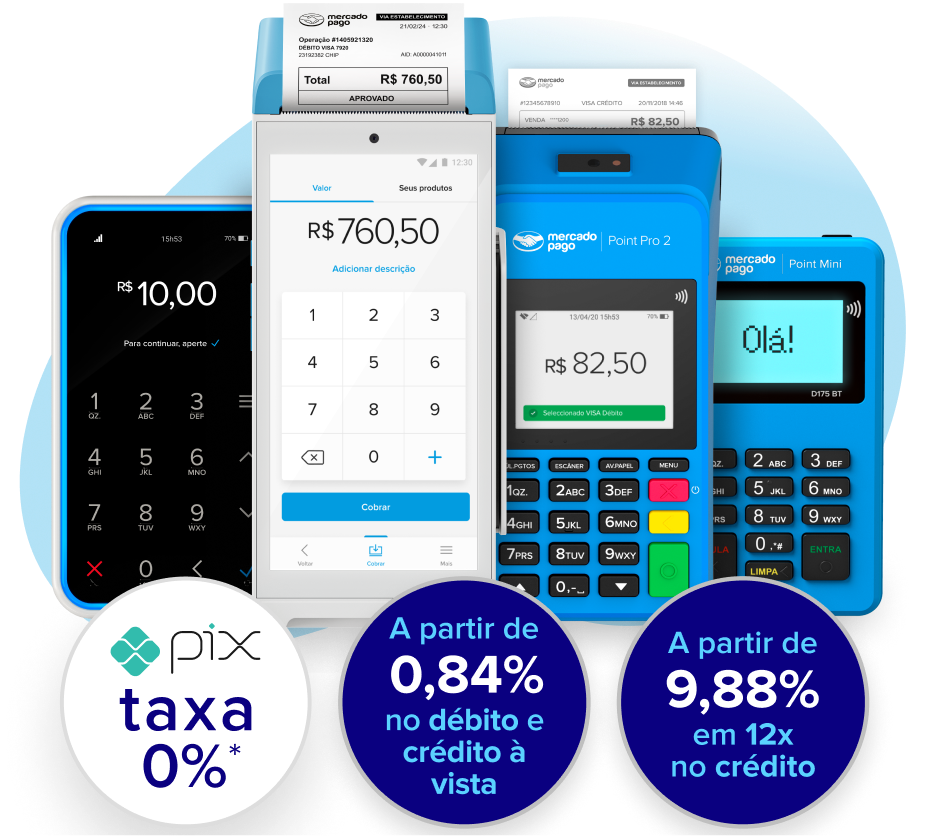 mercado pago
VIA ESTABELECIMENTO
21/02/24 - 12:30
Operação #1405921320
DÉBITO VISA 7920
23192382 CHIP
AID: A0000041011
Total R$ 760,50
APROVADO
mercado pago
VIA ESTABELECIMENTO
#12345678910 VISA CRÉDITO 20/11/2018 14:46
VENDA ****1200 R$ 82,50
15h53 70%
R$ 10,00
Para continuar, aperte
1 QZ. 2 ABC 3 DEF
4 GHI 5 JKL 6 MNO
7 PRS 8 TUV 9 WXY
0
12:30
Valor Seus produtos
R$760,50
Adicionar descrição
1 2 3
4 5 6
7 8 9
0 +
Cobrar
Voltar Cobrar Mais
mercado pago | Point Pro 2
13/04/20 15h53 70%
R$ 82,50
Seleccionado VISA Débito
L.PGTOS ESCÂNER AV.PAPEL MENU
1QZ. 2ABC 3DEF
4GHI 5JKL 6MNO
7PRS 8TUV 9WXY
0,-
mercado pago | Point Mini
Olá!
D175 BT
QZ. 2 ABC 3 DEF
GHI 5 JKL 6 MNO
PRS 8 TUV 9 WXY
ULA 0 .*# ENTRA
LIMPA
pix
taxa
0%*
A partir de
0,84%
no débito e
crédito à
vista
A partir de
9,88%
em 12x
no crédito